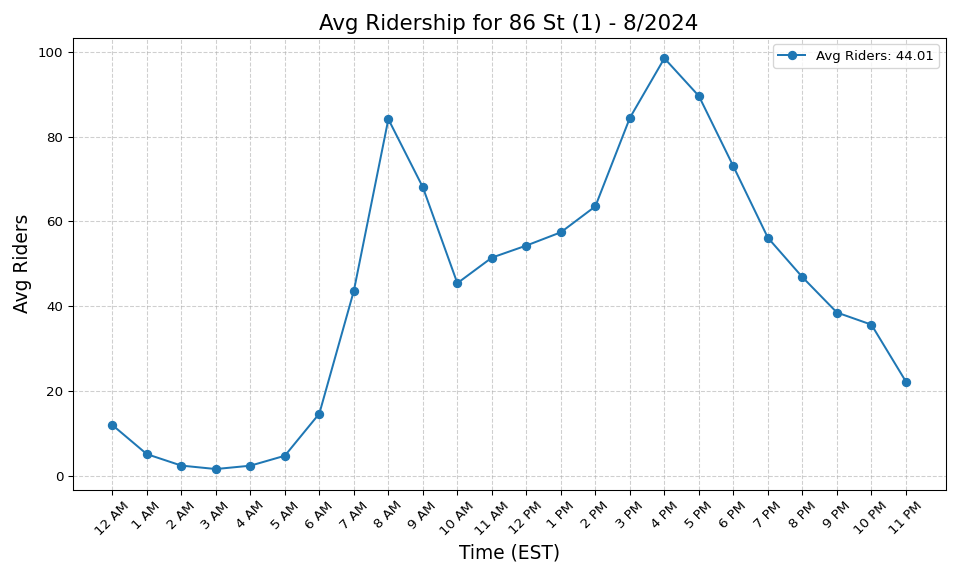 Avg Ridership for 86 St (1) - 8/2024
Avg Riders: 44.01
Avg Riders
100
80
60
40
20
0
12 AM
1 AM
2 AM
3 AM
4 AM
5 AM
6 AM
7 AM
8 AM
9 AM
10 AM
11 AM
12 PM
1 PM
2 PM
3 PM
4 PM
5 PM
6 PM
7 PM
8 PM
9 PM
10 PM
11 PM
Time (EST)